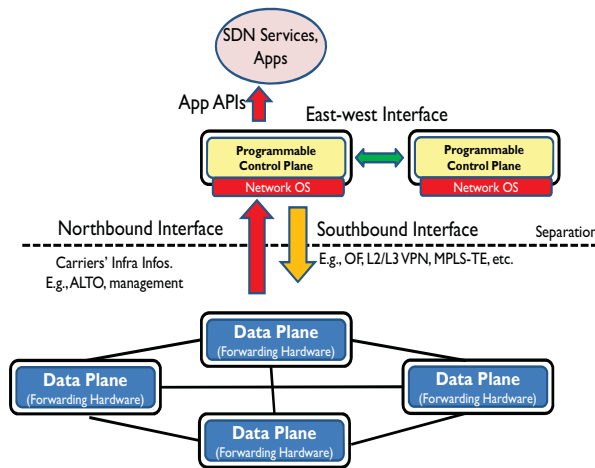 SDN Services,
Apps
App APIs
East-west Interface
Programmable
Control Plane
Network OS
Programmable
Control Plane
Network OS
Northbound Interface
Southbound Interface
Separation
Carriers' Infra Infos.
E.g., ALTO, management
E.g., OF, L2/L3 VPN, MPLS-TE, etc.
Data Plane
(Forwarding Hardware)
Data Plane
(Forwarding Hardware)
Data Plane
(Forwarding Hardware)
Data Plane
(Forwarding Hardware)